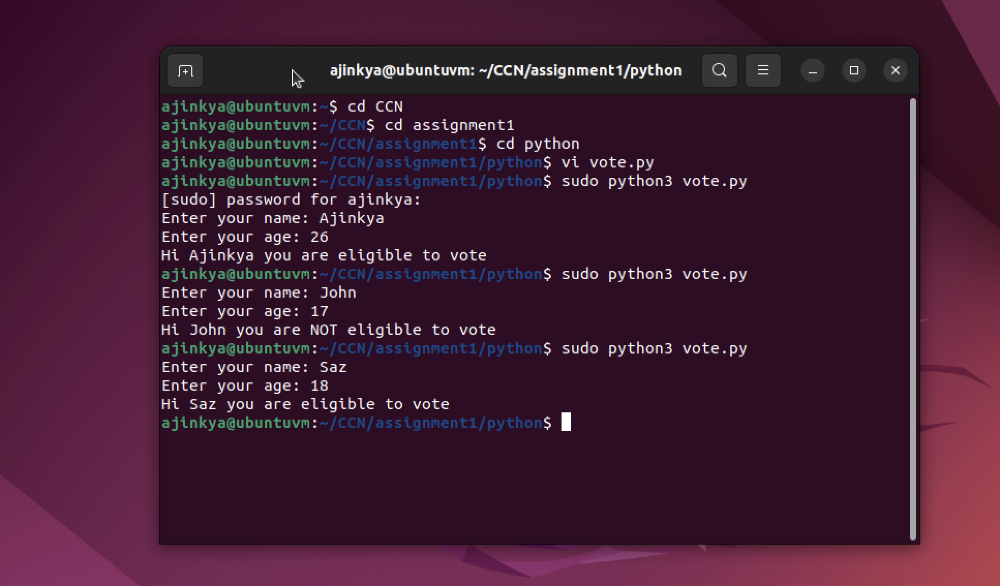 ajinkya@ubuntuvm: ~/CCN/assignment1/python
ajinkya@ubuntuvm:~$ cd CCN
ajinkya@ubuntuvm:~/CCN$ cd assignment1
ajinkya@ubuntuvm:~/CCN/assignment1$ cd python
ajinkya@ubuntuvm:~/CCN/assignment1/python$ vi vote.py
ajinkya@ubuntuvm:~/CCN/assignment1/python$ sudo python3 vote.py
[sudo] password for ajinkya:
Enter your name: Ajinkya
Enter your age: 26
Hi Ajinkya you are eligible to vote
ajinkya@ubuntuvm:~/CCN/assignment1/python$ sudo python3 vote.py
Enter your name: John
Enter your age: 17
Hi John you are NOT eligible to vote
ajinkya@ubuntuvm:~/CCN/assignment1/python$ sudo python3 vote.py
Enter your name: Saz
Enter your age: 18
Hi Saz you are eligible to vote
ajinkya@ubuntuvm:~/CCN/assignment1/python$